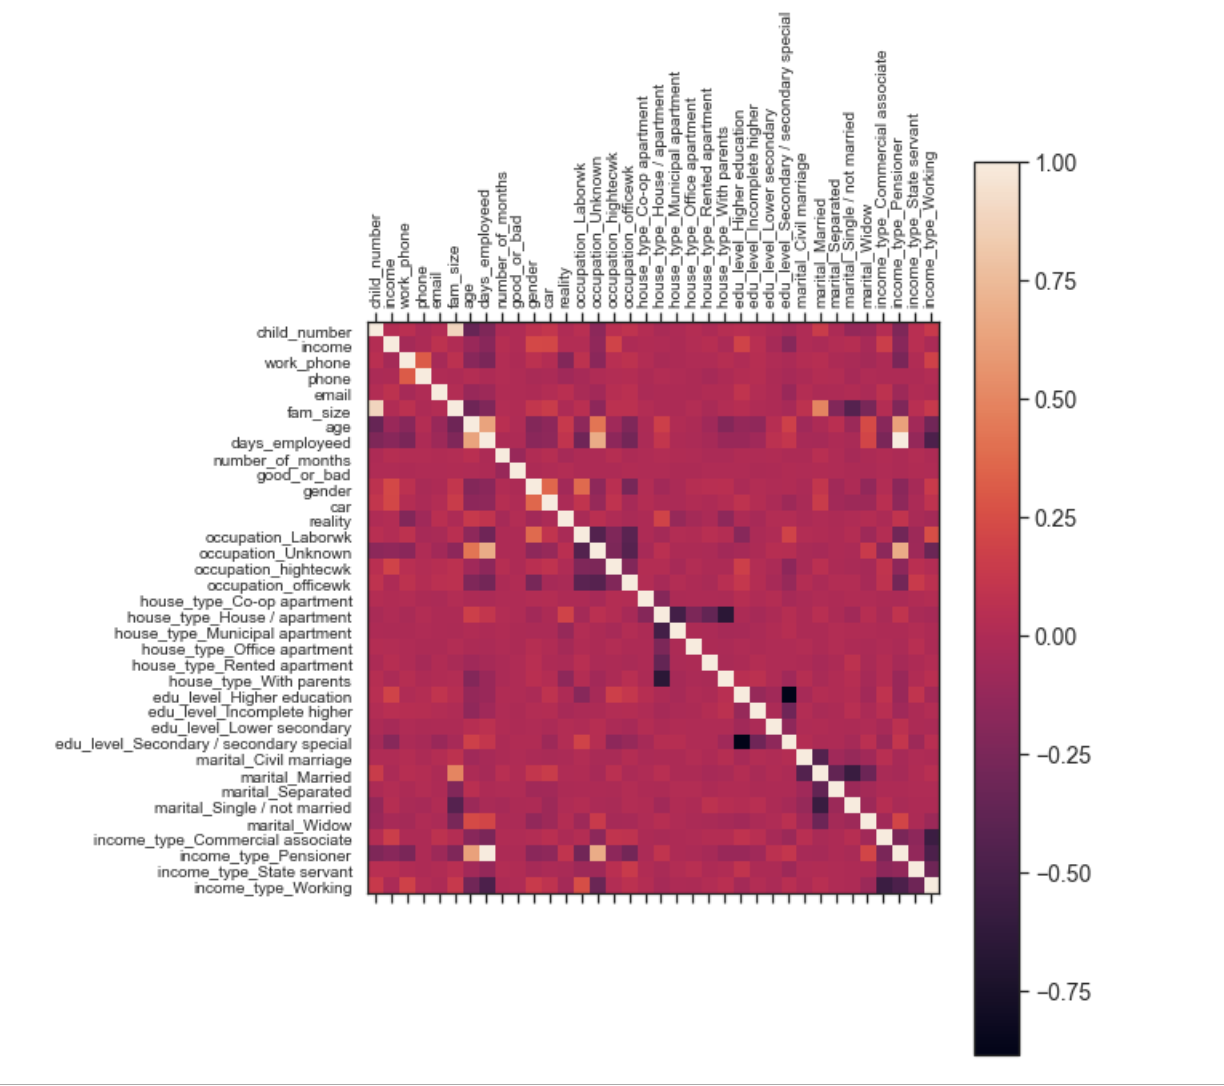 child_number
income
work_phone
phone
email
fam_size
age
days_employeed
number_of_months
good_or_bad
gender
car
reality
occupation_Laborwk
occupation_Unknown
occupation_hightecwk
occupation_officewk
house_type_Co-op apartment
house_type_House / apartment
house_type_Municipal apartment
house_type_Office apartment
house_type_Rented apartment
house_type_With parents
edu_level_Higher education
edu_level_Incomplete higher
edu_level_Lower secondary
edu_level_Secondary / secondary special
marital_Civil marriage
marital_Married
marital_Separated
marital_Single / not married
marital_Widow
income_type_Commercial associate
income_type_Pensioner
income_type_State servant
income_type_Working
child_number
income
work_phone
phone
email
fam_size
age
days_employeed
number_of_months
good_or_bad
gender
car
reality
occupation_Laborwk
occupation_Unknown
occupation_hightecwk
occupation_officewk
house_type_Co-op apartment
house_type_House / apartment
house_type_Municipal apartment
house_type_Office apartment
house_type_Rented apartment
house_type_With parents
edu_level_Higher education
edu_level_Incomplete higher
edu_level_Lower secondary
edu_level_Secondary / secondary special
marital_Civil marriage
marital_Married
marital_Separated
marital_Single / not married
marital_Widow
income_type_Commercial associate
income_type_Pensioner
income_type_State servant
income_type_Working
1.00
0.75
0.50
0.25
0.00
−0.25
−0.50
−0.75